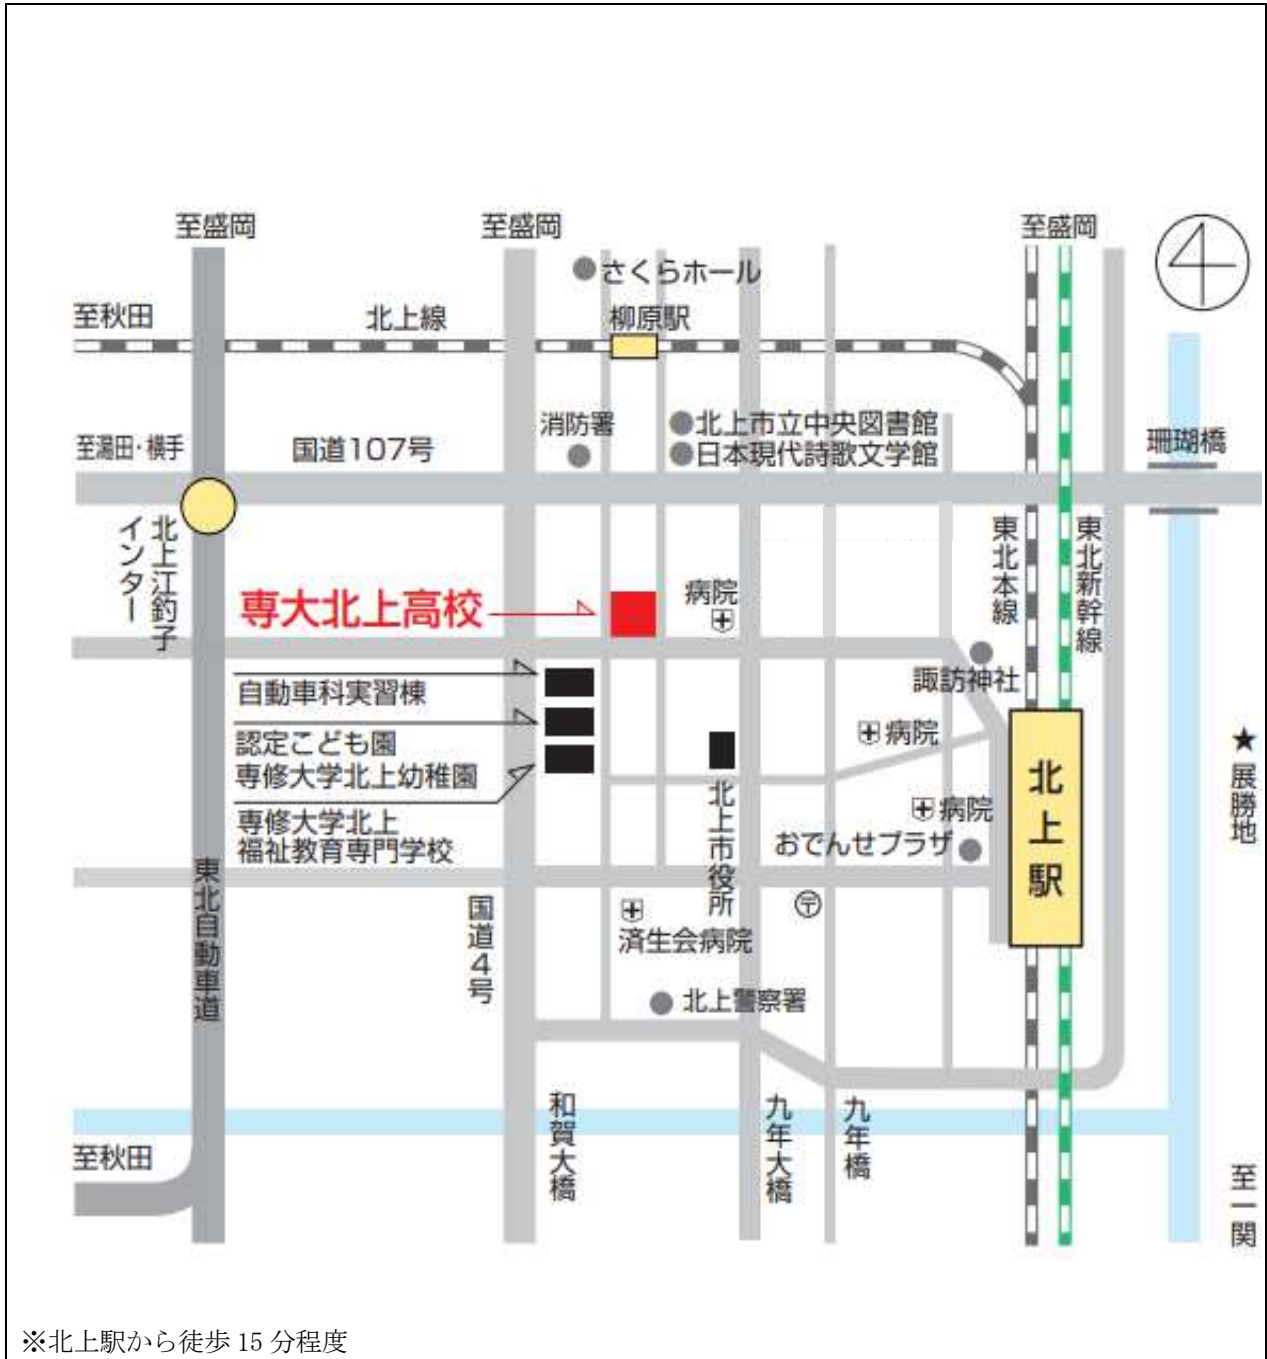 至盛岡
至盛岡
至盛岡
さくらホール
至秋田
北上線
柳原駅
消防署
北上市立中央図書館
日本現代詩歌文学館
至湯田・横手
国道107号
珊瑚橋
北上江釣子
インター
東北本線
東北新幹線
専大北上高校
病院
諏訪神社
自動車科実習棟
認定こども園
専修大学北上幼稚園
専修大学北上
福祉教育専門学校
病院
北上市役所
病院
おでんせプラザ
北上駅
★展勝地
東北自動車道
国道4号
〒
済生会病院
北上警察署
和賀大橋
九年大橋
九年橋
至秋田
至一関
※北上駅から徒歩 15 分程度